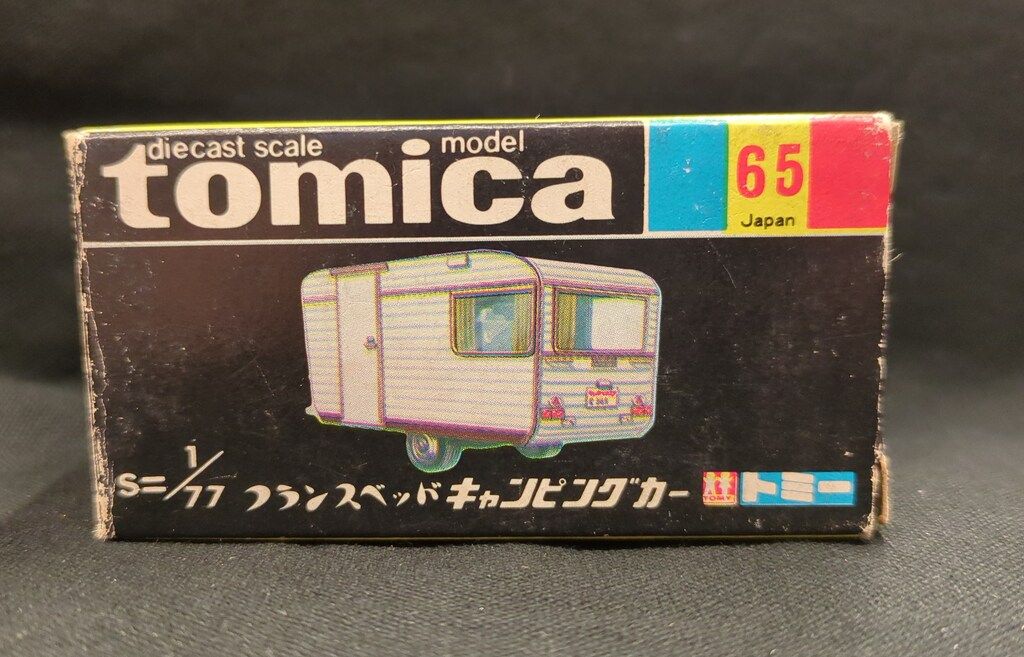 diecast scale model
tomica
65
Japan
S=1/77 フランスベッド キャンピングカー
TOMY
トミー